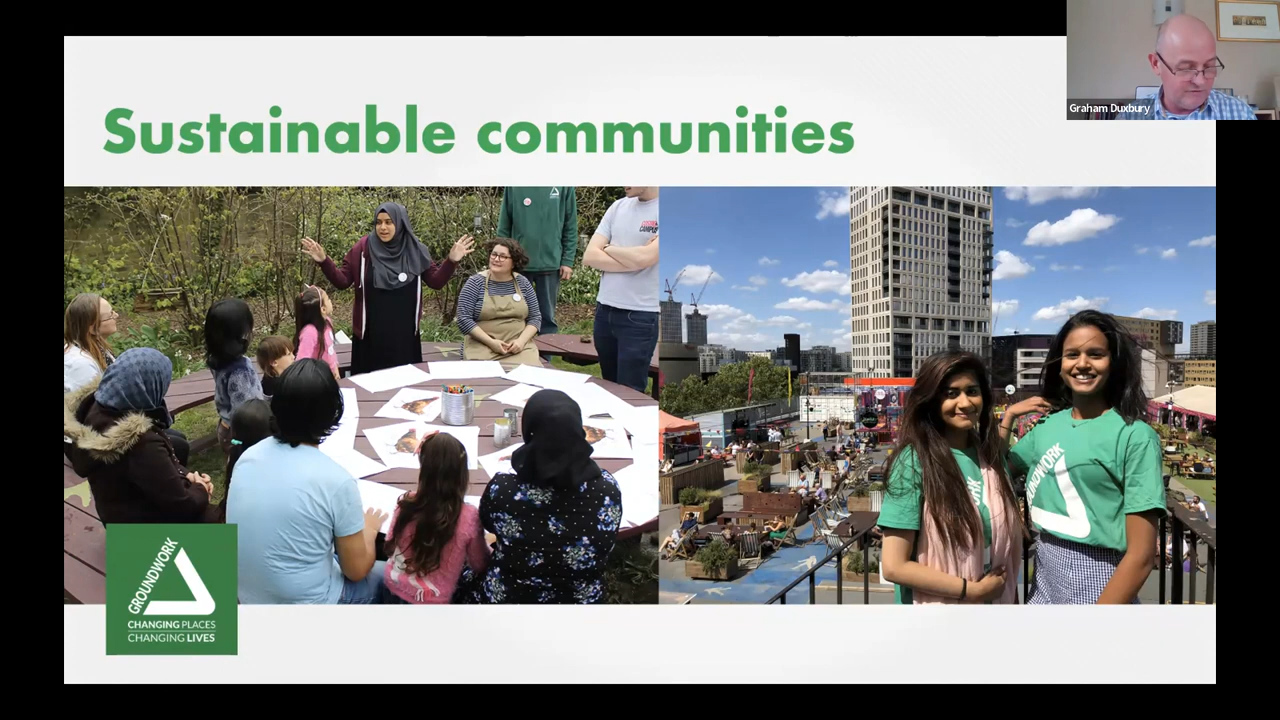 Graham Duxbury
Sustainable communities
GROUNDWORK
GROUNDWORK
CHANGING PLACES
CHANGING LIVES